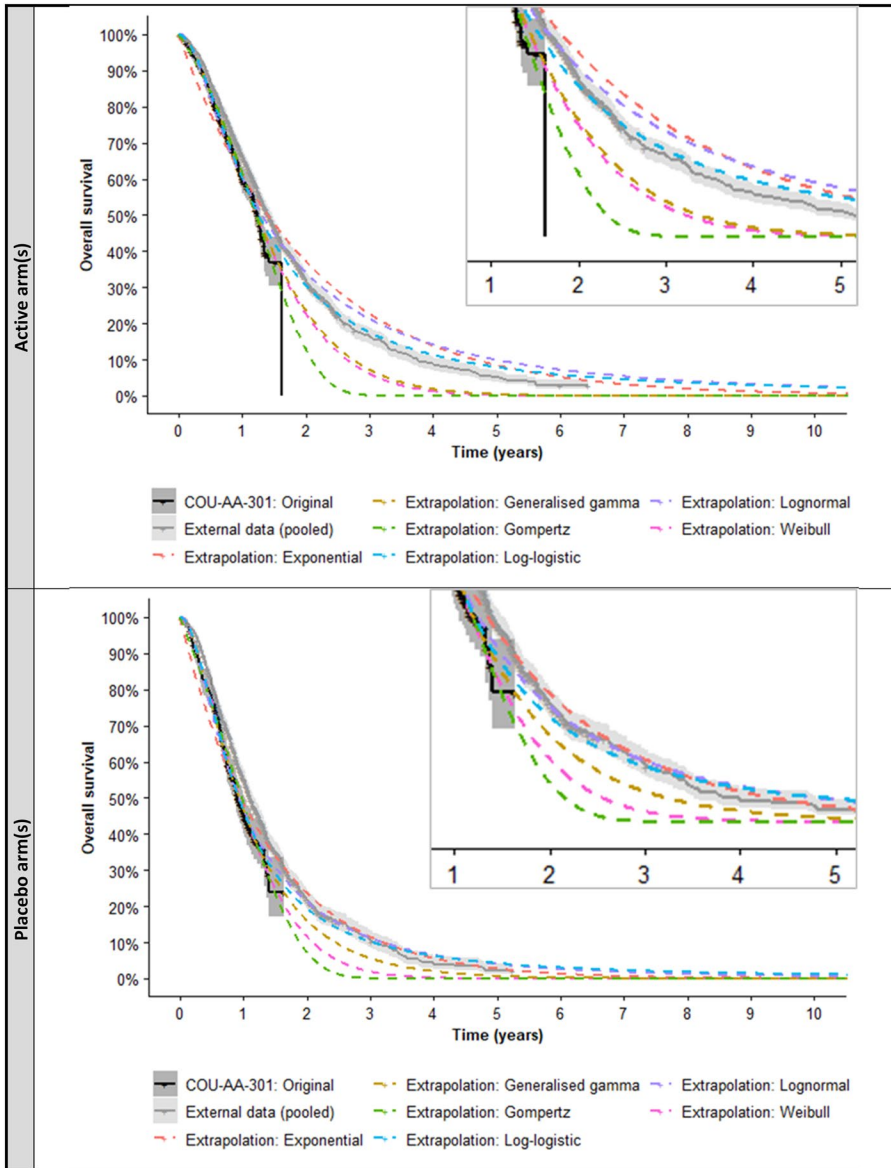 Active arm(s)
Overall survival
100%
90%
80%
70%
60%
50%
40%
30%
20%
10%
0%
1 2 3 4 5
0 1 2 3 4 5 6 7 8 9 10
Time (years)
COU-AA-301: Original Extrapolation: Generalised gamma Extrapolation: Lognormal
External data (pooled) Extrapolation: Gompertz Extrapolation: Weibull
Extrapolation: Exponential Extrapolation: Log-logistic
Placebo arm(s)
Overall survival
100%
90%
80%
70%
60%
50%
40%
30%
20%
10%
0%
1 2 3 4 5
0 1 2 3 4 5 6 7 8 9 10
Time (years)
COU-AA-301: Original Extrapolation: Generalised gamma Extrapolation: Lognormal
External data (pooled) Extrapolation: Gompertz Extrapolation: Weibull
Extrapolation: Exponential Extrapolation: Log-logistic